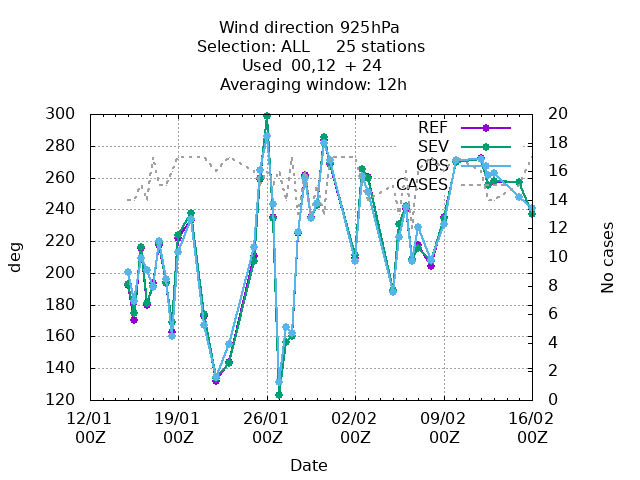 Wind direction 925hPa
Selection: ALL 25 stations
Used 00,12 + 24
Averaging window: 12h
REF
SEV
OBS
CASES
300
280
260
240
220
200
180
160
140
120
20
18
16
14
12
10
8
6
4
2
0
deg
No cases
12/01 19/01 26/01 02/02 09/02 16/02
00Z 00Z 00Z 00Z 00Z 00Z
Date